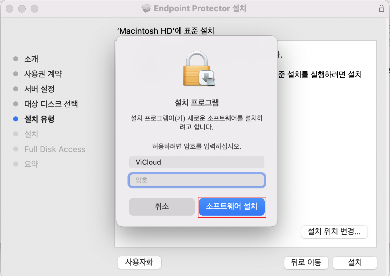 Endpoint Protector 설치
'Macintosh HD'에 표준 설치
소개
사용권 계약
서버 설정
대상 디스크 선택
설치 유형
설치
Full Disk Access
요약
다.
준 설치를 실행하려면 설치
설치 프로그램
설치 프로그램이(가) 새로운 소프트웨어를 설치하
려고 합니다.
허용하려면 암호를 입력하십시오.
ViCloud
암호
취소
소프트웨어 설치
설치 위치 변경...
사용자화
뒤로 이동
설치